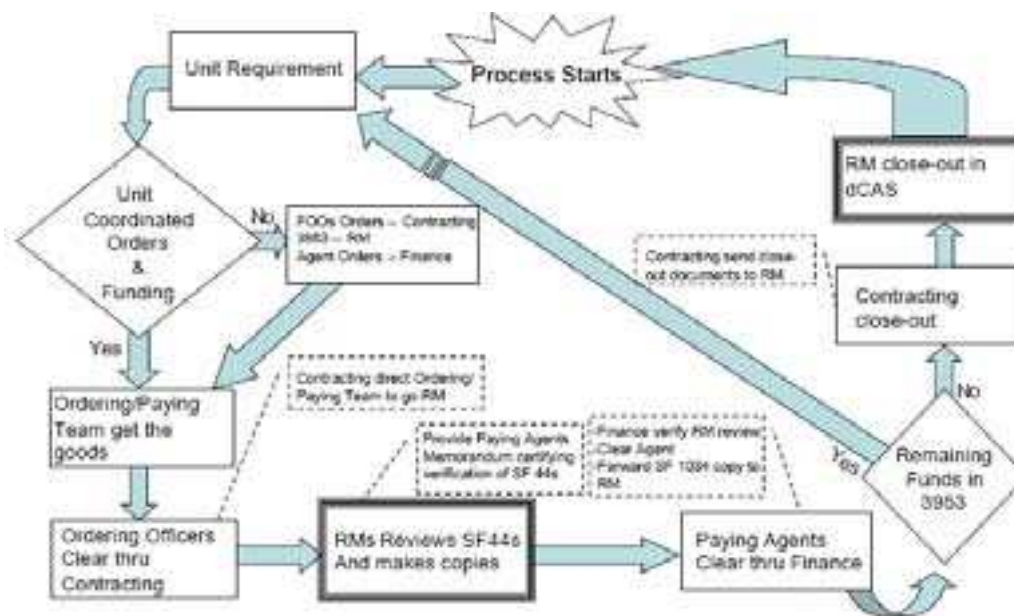 Unit Requirement
Process Starts
Unit
Coordinated
Orders
&
Funding
No
FOOs Orders – Contracting
3953 – RM
Agent Orders – Finance
Yes
Ordering/Paying
Team get the
goods
Contracting direct Ordering/
Paying Team to go RM
Ordering Officers
Clear thru
Contracting
Provide Paying Agents
Memorandum certifying
verification of SF 44s
RMs Reviews SF44s
And makes copies
- Finance verify RM review
- Clear Agent
- Forward SF 1081 copy to
RM
Paying Agents
Clear thru Finance
Yes
Remaining
Funds in
3953
No
Contracting
close-out
Contracting send close-
out documents to RM
RM close-out in
dCAS